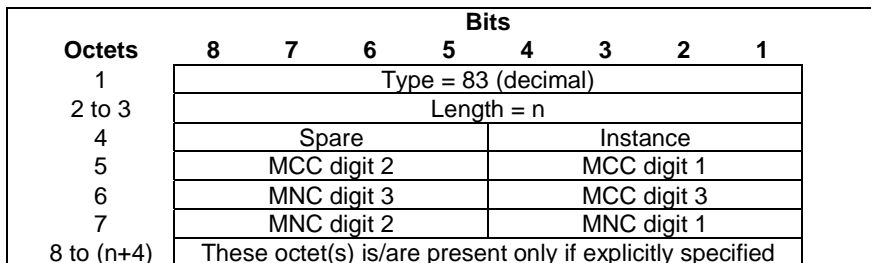 Bits
Octets 8 7 6 5 4 3 2 1
1 Type = 83 (decimal)
2 to 3 Length = n
4 Spare Instance
5 MCC digit 2 MCC digit 1
6 MNC digit 3 MCC digit 3
7 MNC digit 2 MNC digit 1
8 to (n+4) These octet(s) is/are present only if explicitly specified